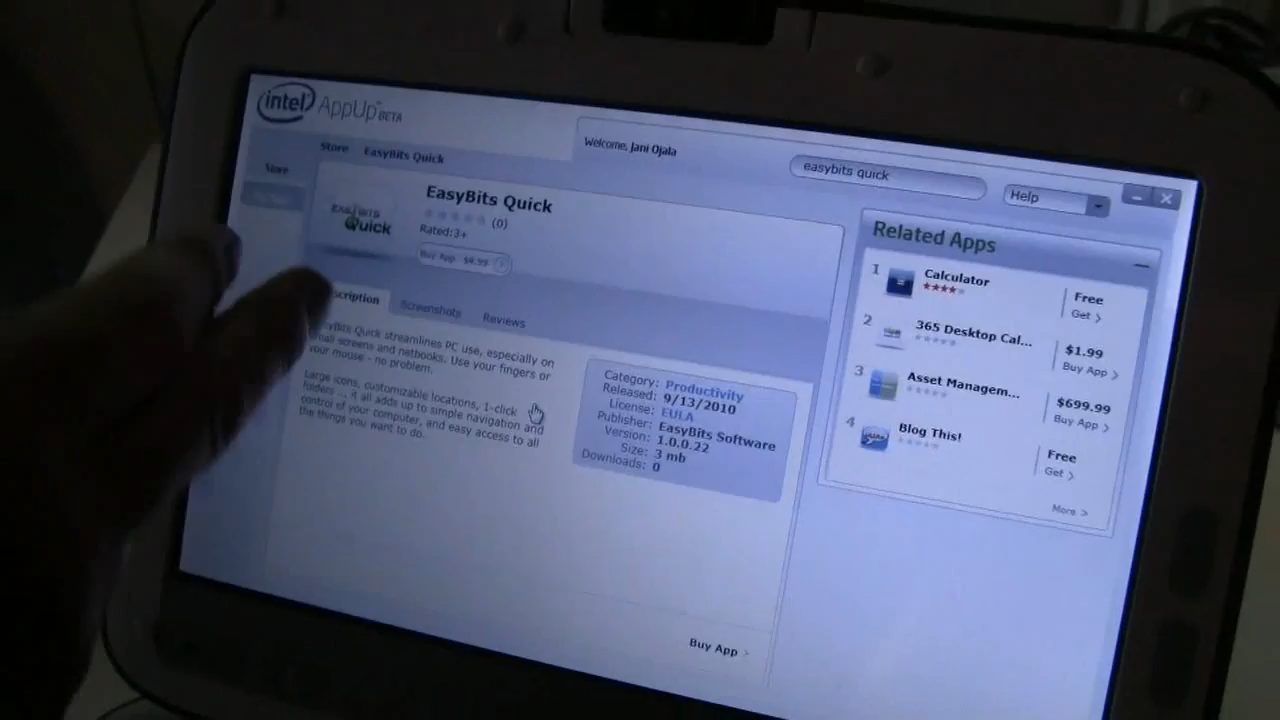 intel AppUp™ BETA
Welcome, Jani Ojala
easybits quick
Help
Store EasyBits Quick
Store
EASYBITS Quick
EasyBits Quick
(0)
Rated:3+
Buy App $4.99
Screenshots
Reviews
Quick streamlines PC use, especially on
small screens and netbooks. Use your fingers or
your mouse - no problem.
Large icons, customizable locations, 1-click
folders ... it all adds up to simple navigation and
control of your computer, and easy access to all
the things you want to do.
Category: Productivity
Released: 9/13/2010
License: EULA
Publisher: EasyBits Software
Version: 1.0.0.22
Size: 3 mb
Downloads: 0
Buy App >
Related Apps
1 Calculator Free
Get >
2 365 Desktop Cal... $1.99
Buy App >
3 Asset Managem... $699.99
Buy App >
4 Blog This! Free
Get >
More >